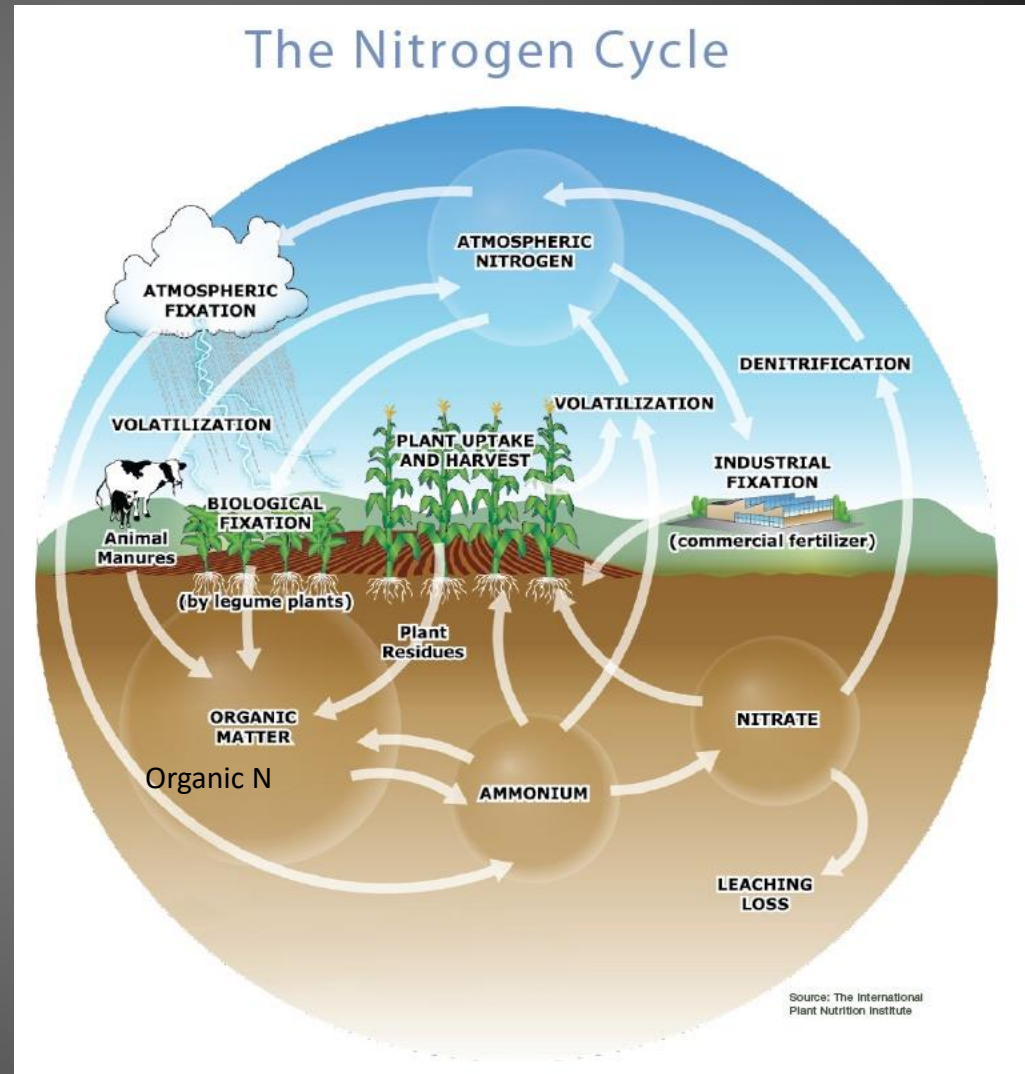 The Nitrogen Cycle
ATMOSPHERIC
NITROGEN
ATMOSPHERIC
FIXATION
DENITRIFICATION
VOLATILIZATION
VOLATILIZATION
PLANT UPTAKE
AND HARVEST
INDUSTRIAL
FIXATION
(commercial fertilizer)
BIOLOGICAL
FIXATION
Animal
Manures
(by legume plants)
Plant
Residues
ORGANIC
MATTER
Organic N
AMMONIUM
NITRATE
LEACHING
LOSS
Source: The International
Plant Nutrition Institute